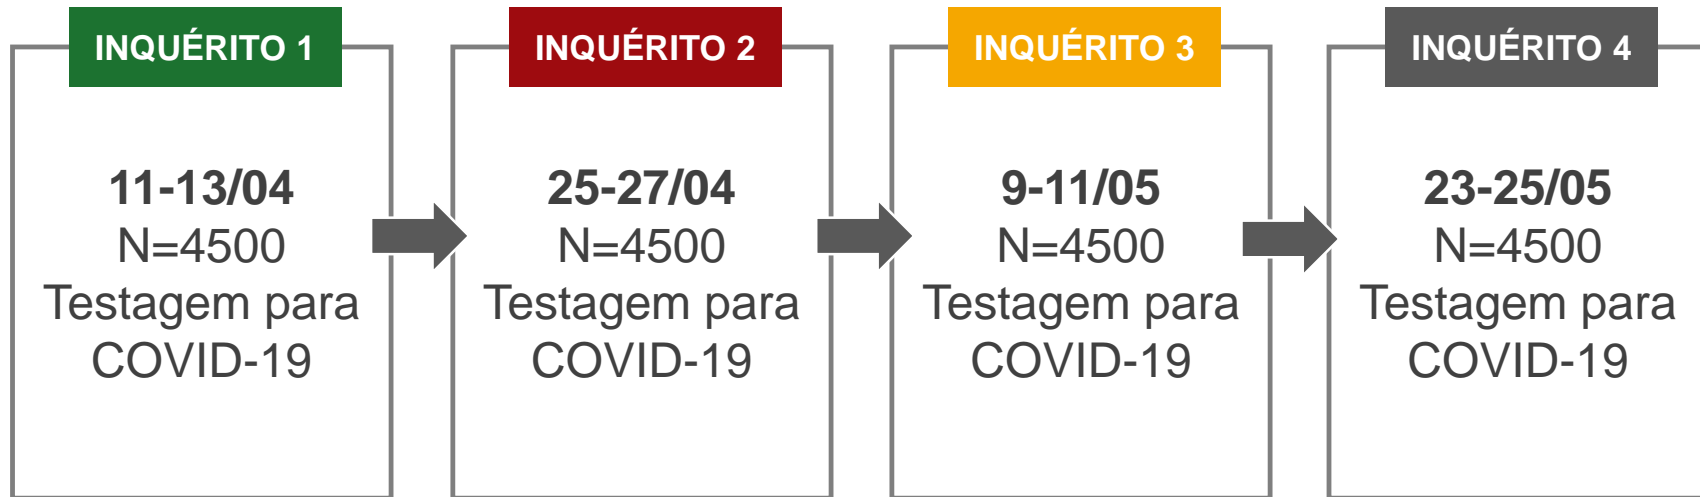 INQUÉRITO 1
11-13/04
N=4500
Testagem para
COVID-19
INQUÉRITO 2
25-27/04
N=4500
Testagem para
COVID-19
INQUÉRITO 3
9-11/05
N=4500
Testagem para
COVID-19
INQUÉRITO 4
23-25/05
N=4500
Testagem para
COVID-19